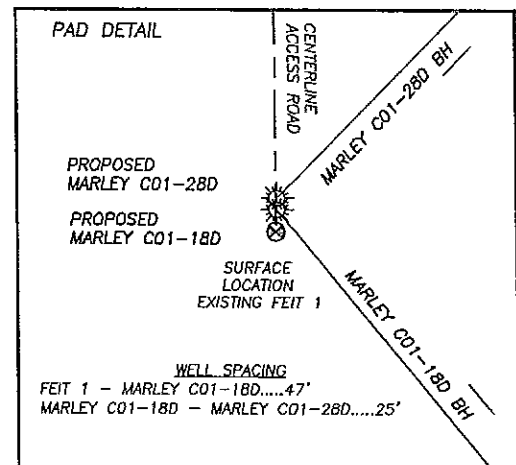 PAD DETAIL
CENTERLINE
ACCESS ROAD
MARLEY C01-28D BH
PROPOSED
MARLEY C01-28D
PROPOSED
MARLEY C01-18D
SURFACE
LOCATION
EXISTING FEIT 1
MARLEY C01-18D BH
WELL SPACING
FEIT 1 - MARLEY C01-18D.....47'
MARLEY C01-18D - MARLEY C01-28D.....25'